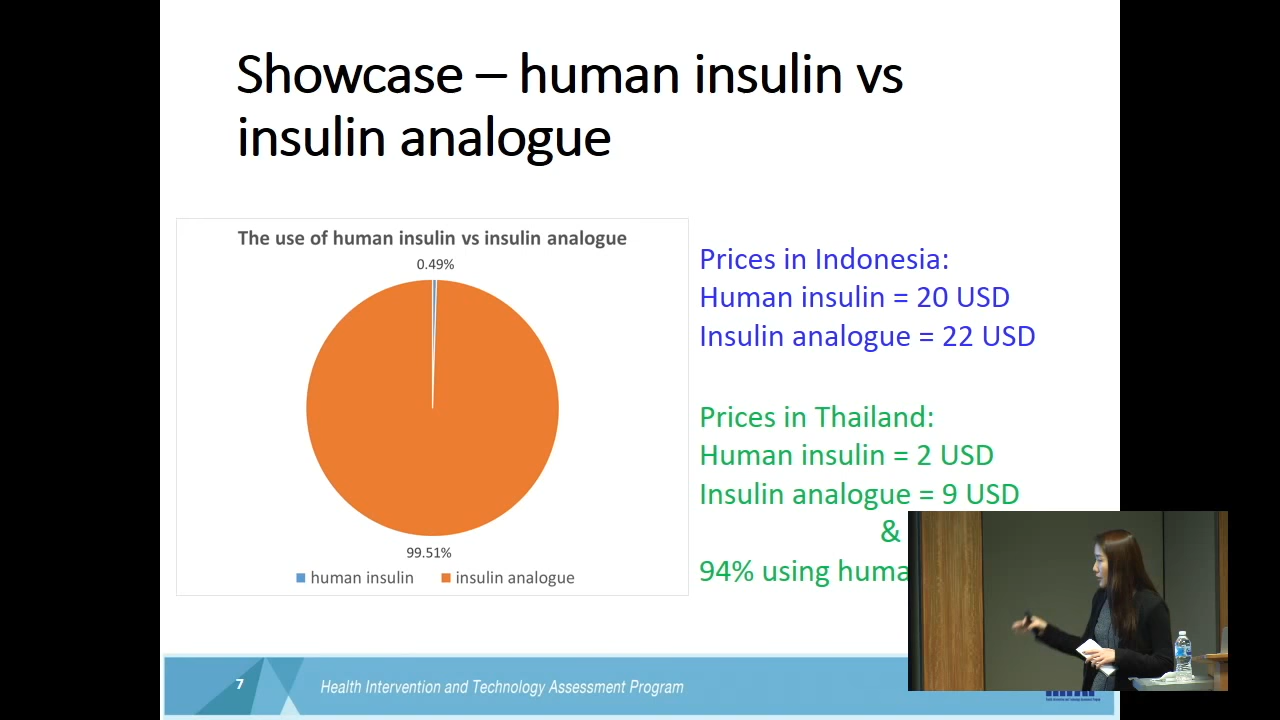 Showcase – human insulin vs
insulin analogue
The use of human insulin vs insulin analogue
0.49%
99.51%
human insulin
insulin analogue
Prices in Indonesia:
Human insulin = 20 USD
Insulin analogue = 22 USD
Prices in Thailand:
Human insulin = 2 USD
Insulin analogue = 9 USD
&
94% using huma
7
Health Intervention and Technology Assessment Program